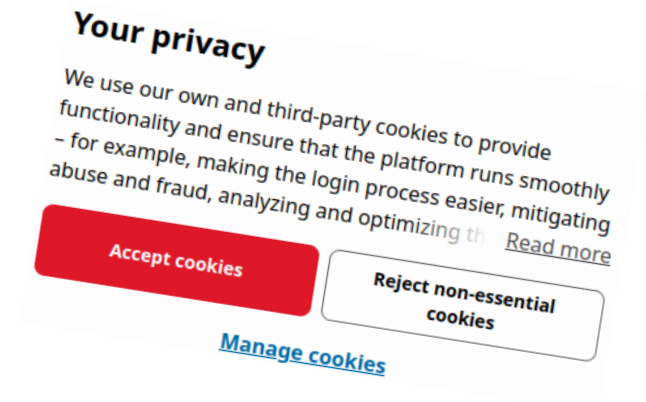 Your privacy
We use our own and third-party cookies to provide
functionality and ensure that the platform runs smoothly
– for example, making the login process easier, mitigating
abuse and fraud, analyzing and optimizing th
Read more
Accept cookies
Reject non-essential
cookies
Manage cookies